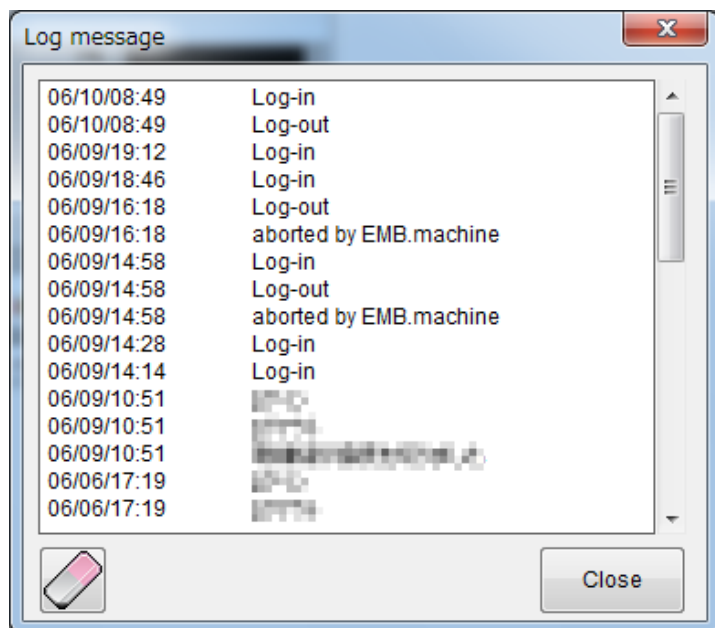 Log message
06/10/08:49 Log-in
06/10/08:49 Log-out
06/09/19:12 Log-in
06/09/18:46 Log-in
06/09/16:18 Log-out
06/09/16:18 aborted by EMB.machine
06/09/14:58 Log-in
06/09/14:58 Log-out
06/09/14:58 aborted by EMB.machine
06/09/14:28 Log-in
06/09/14:14 Log-in
06/09/10:51
06/09/10:51
06/09/10:51
06/06/17:19
06/06/17:19
Close